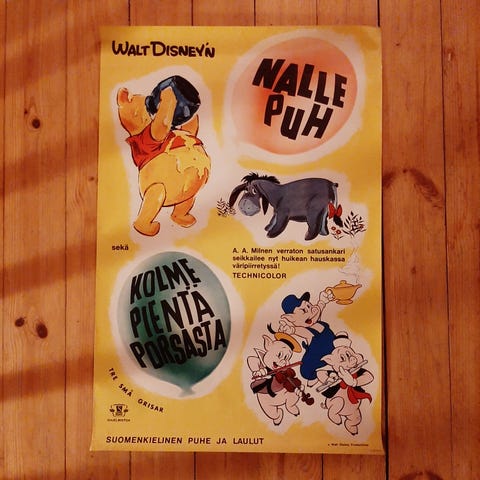 WALT DISNEY'N
NALLE
PUH
sekä
A. A. Milnen verraton satusankari
seikkailee nyt huikean hauskassa
väripiirretyssä!
TECHNICOLOR
KOLME
PIENTÄ
PORSASTA
TRE SMÅ GRISAR
SUOMENKIELINEN PUHE JA LAULUT